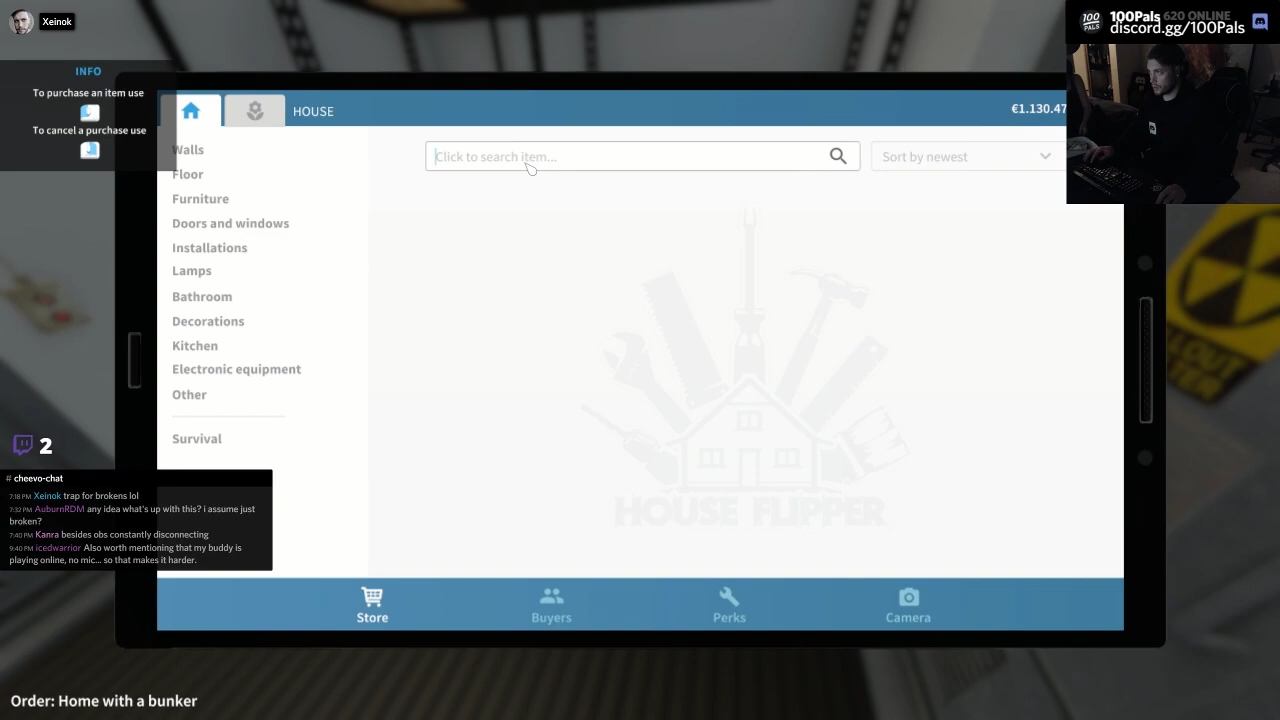 Xeinok
100 PALS
100Pals 620 ONLINE
discord.gg/100Pals
INFO
To purchase an item use
To cancel a purchase use
HOUSE
€1.130.47
Walls
Floor
Furniture
Doors and windows
Installations
Lamps
Bathroom
Decorations
Kitchen
Electronic equipment
Other
Survival
Click to search item...
Sort by newest
HOUSE FLIPPER
2
# cheevo-chat
7:18 PM Xeinok trap for brokens lol
7:32 PM AuburnRDM any idea what's up with this? i assume just
broken?
7:40 PM Kanra besides obs constantly disconnecting
9:40 PM icedwarrior Also worth mentioning that my buddy is
playing online, no mic... so that makes it harder.
Store
Buyers
Perks
Camera
Order: Home with a bunker